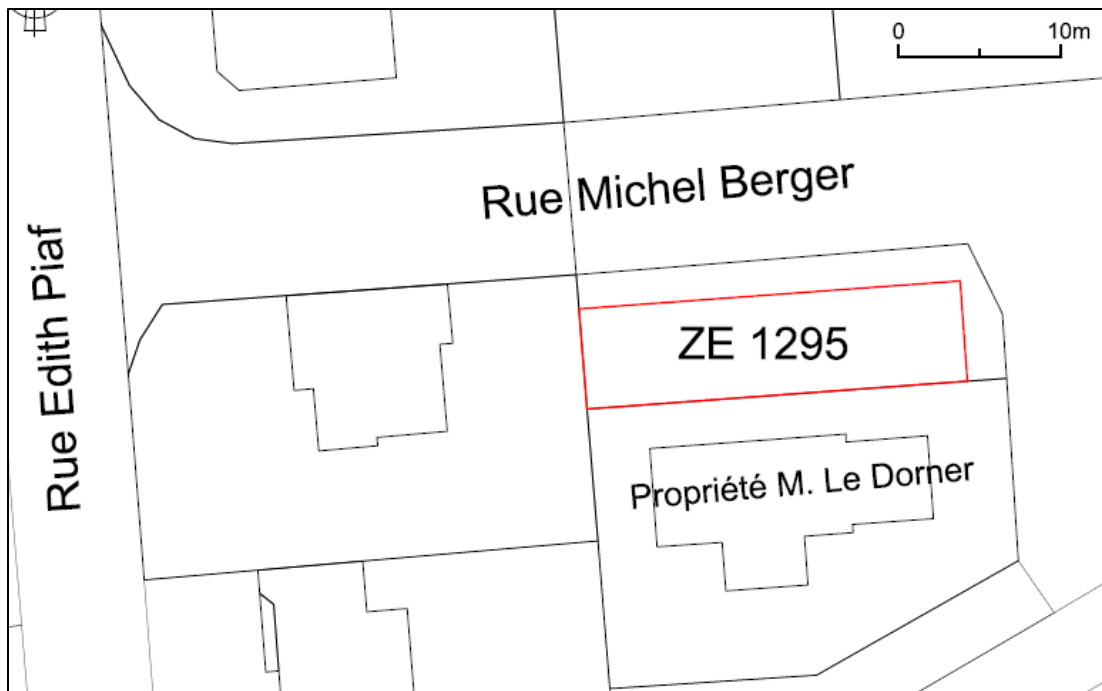 0 10m
Rue Michel Berger
Rue Edith Piaf
ZE 1295
Propriété M. Le Dorner